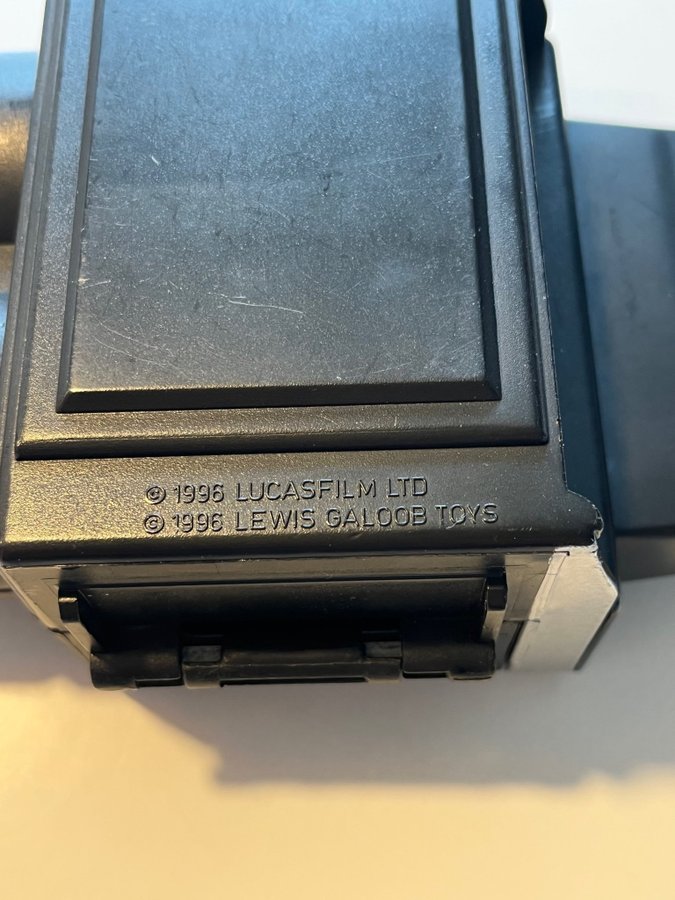 © 1996 LUCASFILM LTD
© 1996 LEWIS GALOOB TOYS